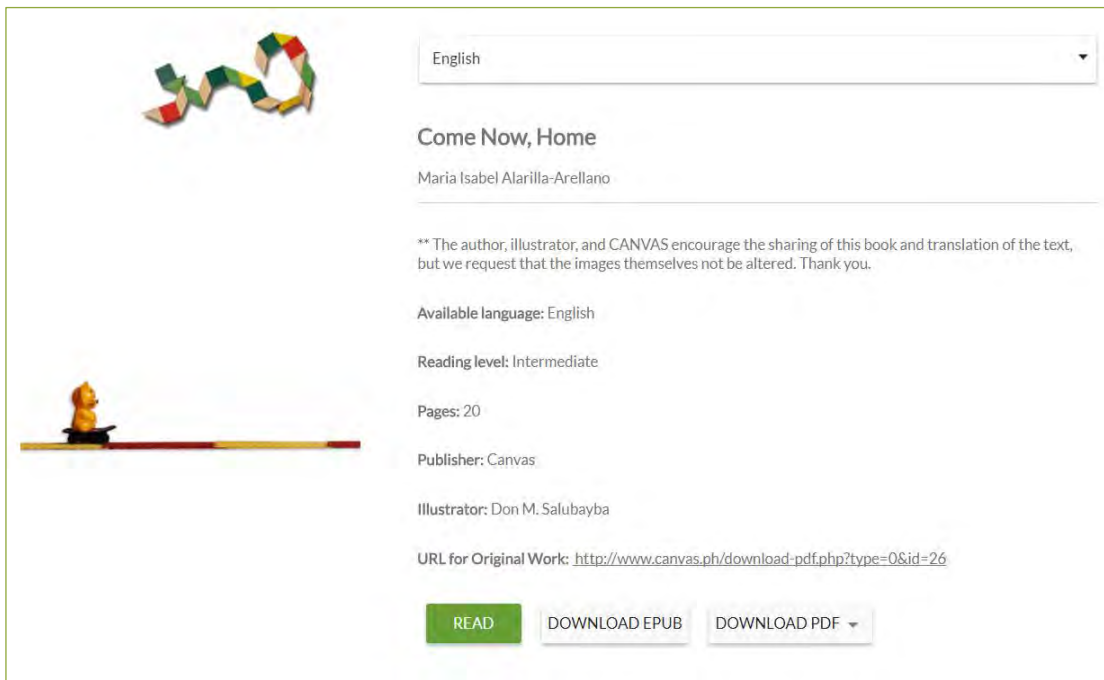 English
Come Now, Home
Maria Isabel Alarilla-Arellano
** The author, illustrator, and CANVAS encourage the sharing of this book and translation of the text,
but we request that the images themselves not be altered. Thank you.
Available language: English
Reading level: Intermediate
Pages: 20
Publisher: Canvas
Illustrator: Don M. Salubayba
URL for Original Work: http://www.canvas.ph/download-pdf.php?type=0&id=26
READ DOWNLOAD EPUB DOWNLOAD PDF